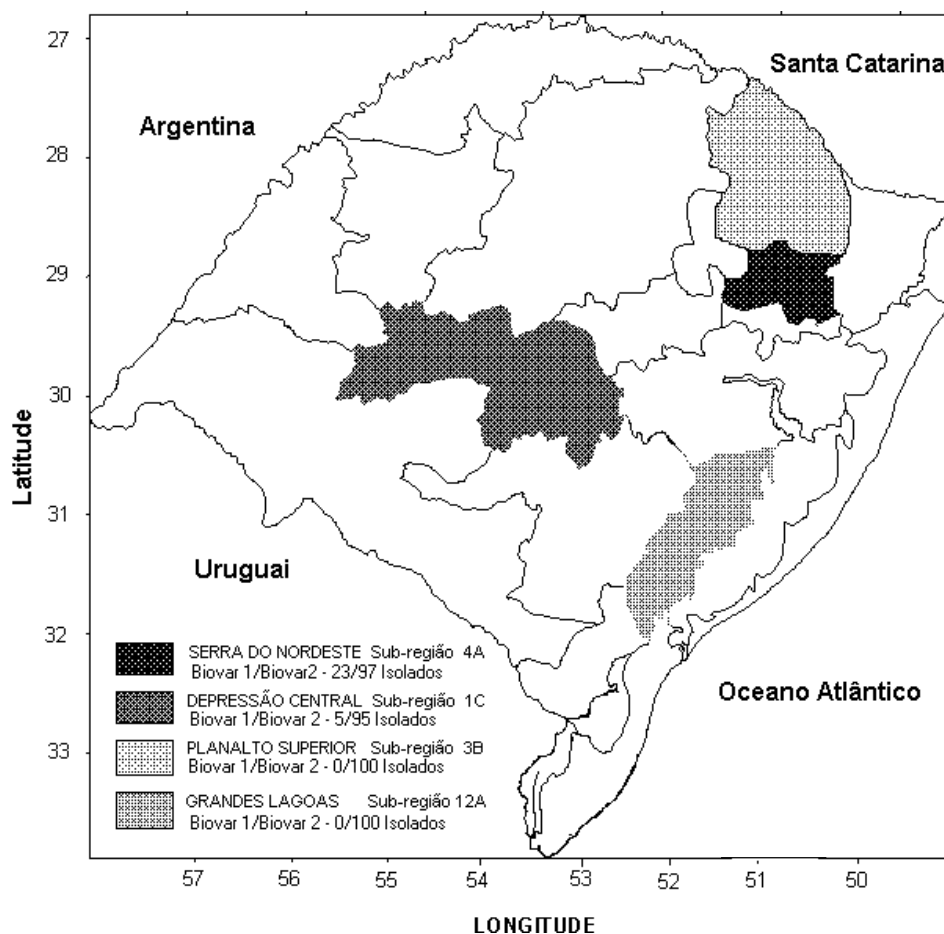 27
Santa Catarina
Argentina
28
29
30
Latitude
31
Uruguai
32
SERRA DO NORDESTE Sub-região 4A
Biovar 1/Biovar2 - 23/97 Isolados
DEPRESSÃO CENTRAL Sub-região 1C
Biovar 1/Biovar 2 - 5/95 Isolados
Oceano Atlântico
33
PLANALTO SUPERIOR Sub-região 3B
Biovar 1/Biovar 2 - 0/100 Isolados
GRANDES LAGOAS Sub-região 12A
Biovar 1/Biovar 2 - 0/100 Isolados
57 56 55 54 53 52 51 50
LONGITUDE